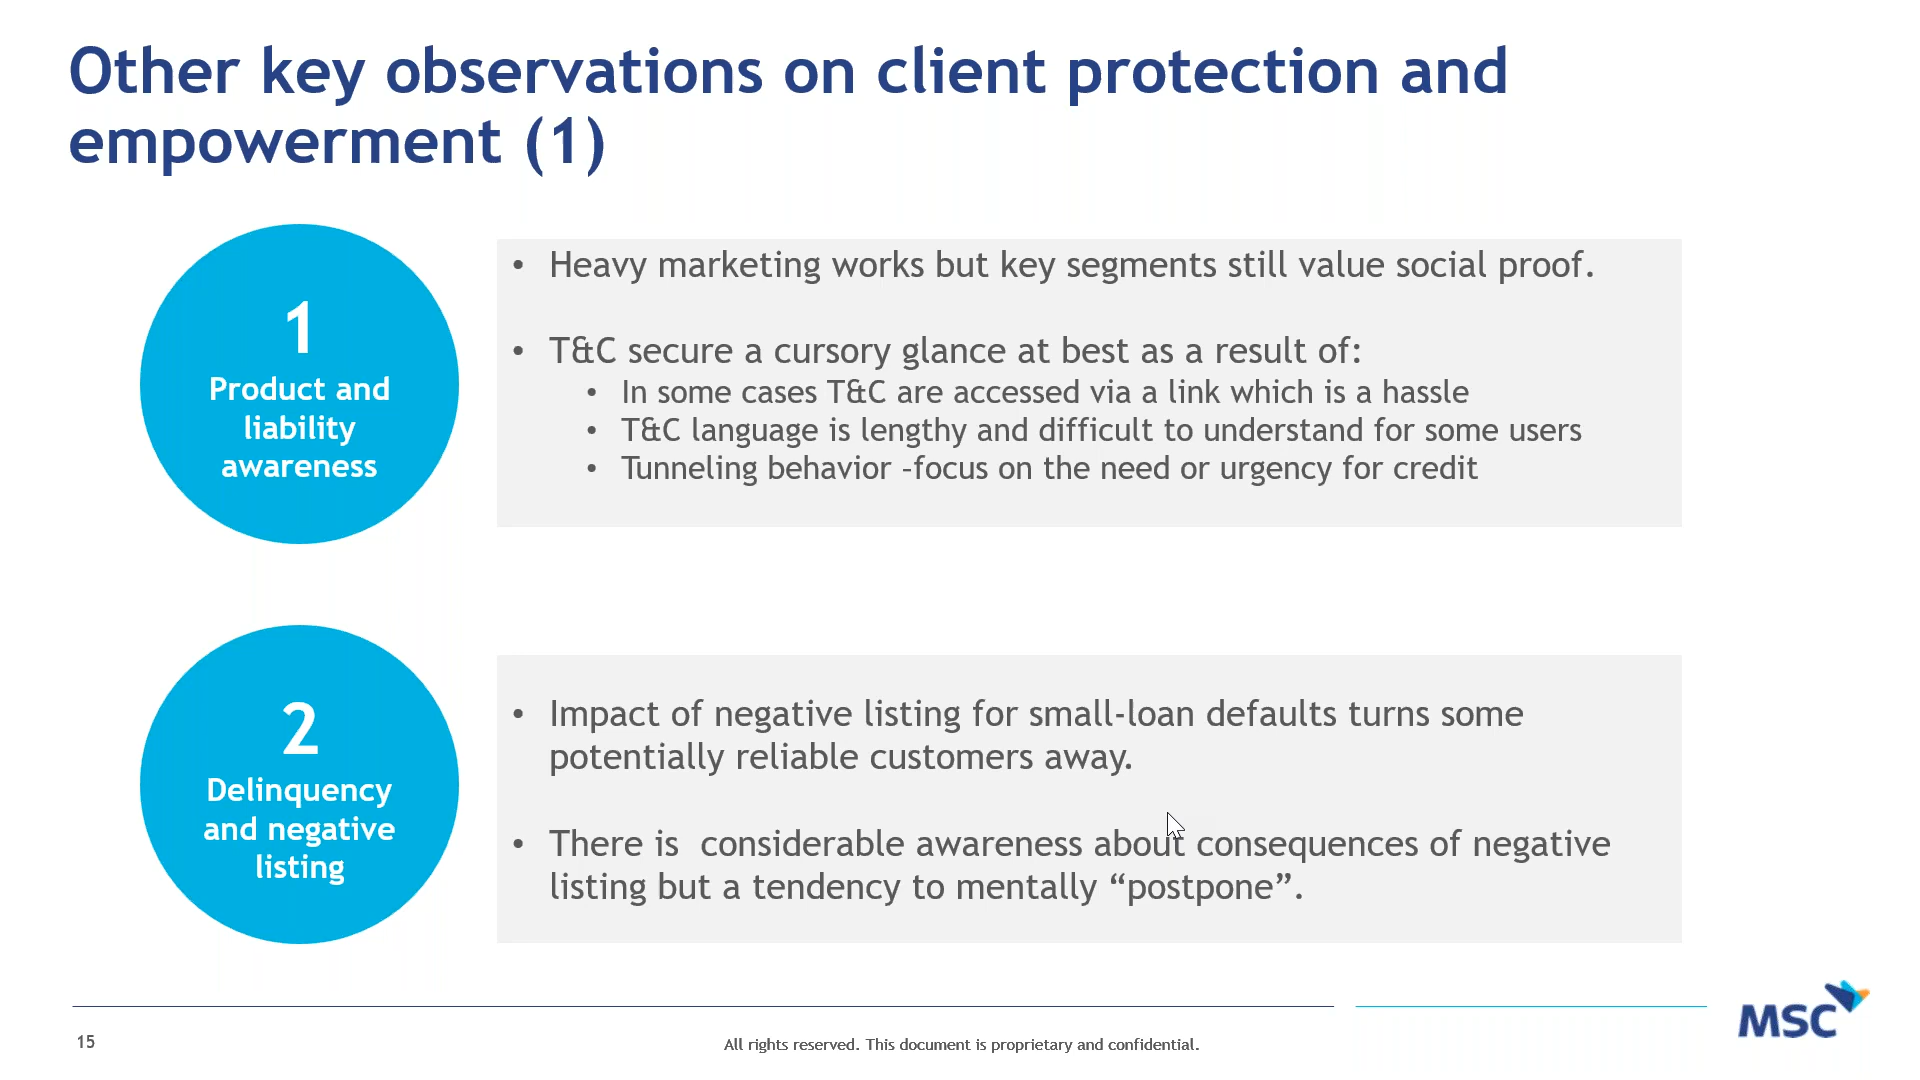 Other key observations on client protection and
empowerment (1)
1
Product and
liability
awareness
• Heavy marketing works but key segments still value social proof.
• T&C secure a cursory glance at best as a result of:
• In some cases T&C are accessed via a link which is a hassle
• T&C language is lengthy and difficult to understand for some users
• Tunneling behavior –focus on the need or urgency for credit
2
Delinquency
and negative
listing
• Impact of negative listing for small-loan defaults turns some
potentially reliable customers away.
• There is  considerable awareness about consequences of negative
listing but a tendency to mentally “postpone”.
15
All rights reserved. This document is proprietary and confidential.
MSC